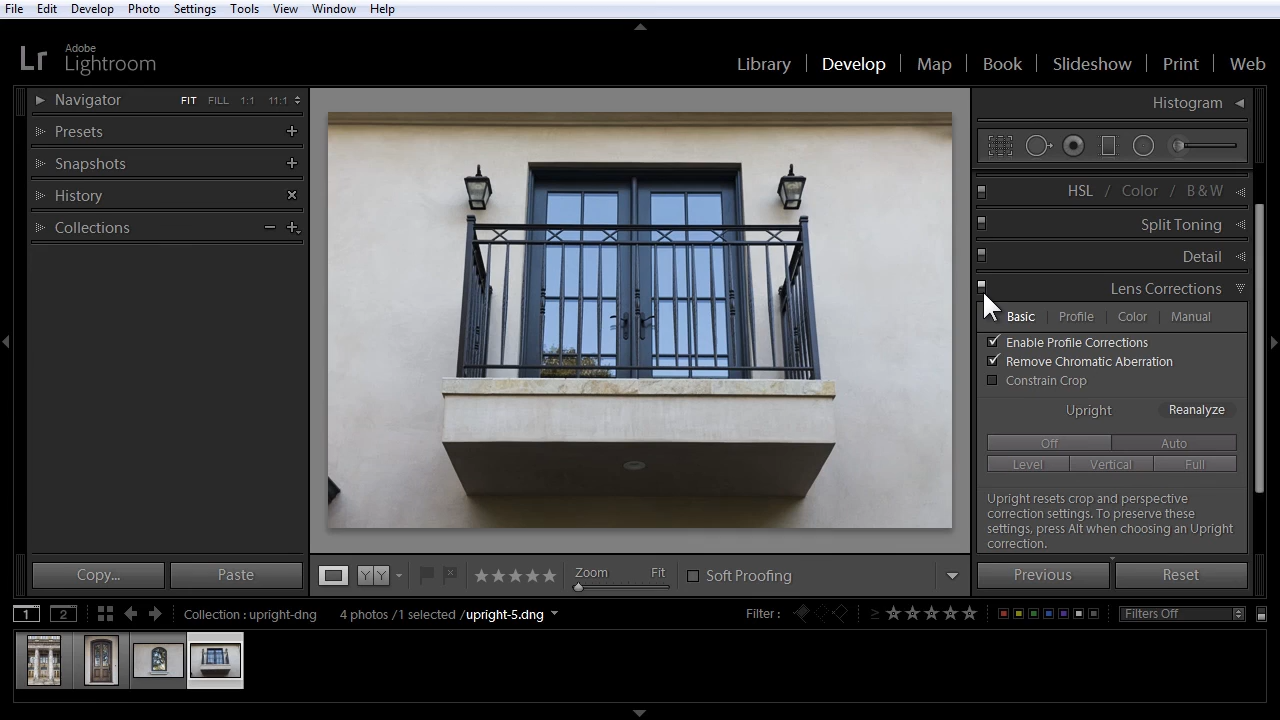 File Edit Develop Photo Settings Tools View Window Help
Lr Adobe Lightroom
Library Develop Map Book Slideshow Print Web
Navigator FIT FILL 1:1 11:1
Histogram
Presets
Snapshots
History
Collections
HSL / Color / B & W
Split Toning
Detail
Lens Corrections
Basic Profile Color Manual
Enable Profile Corrections
Remove Chromatic Aberration
Constrain Crop
Upright Reanalyze
Off Auto
Level Vertical Full
Upright resets crop and perspective
correction settings. To preserve these
settings, press Alt when choosing an Upright
correction.
Copy... Paste
Y Y Zoom Fit Soft Proofing
Previous Reset
1 2 Collection : upright-dng 4 photos /1 selected /upright-5.dng Filter : ≥ Filters Off